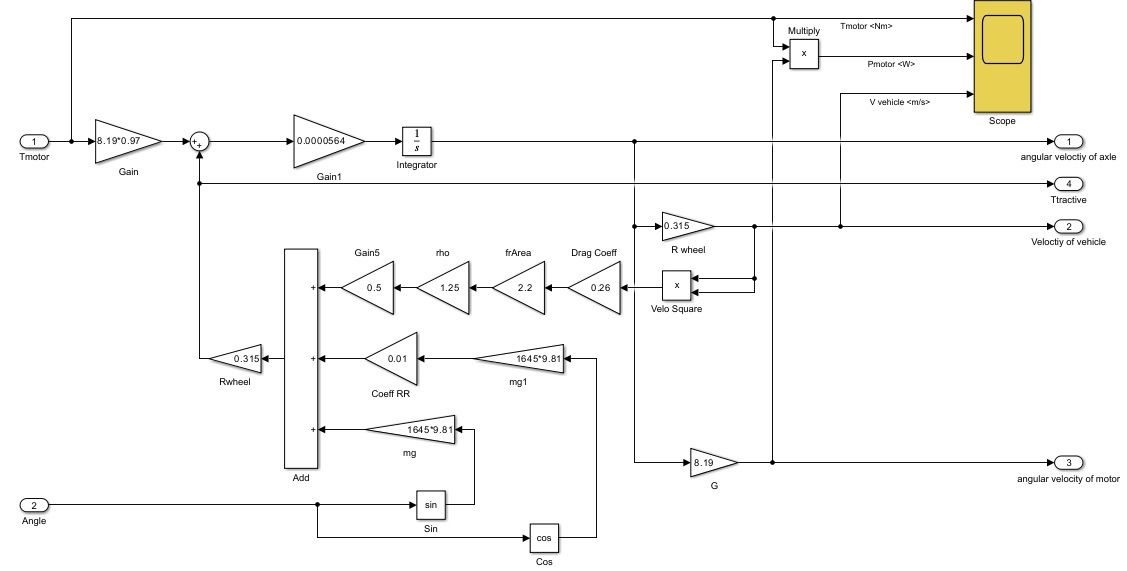 Tmotor <Nm>
Multiply
x
Pmotor <W>
V vehicle <m/s>
Scope
1
Tmotor
8.19*0.97
Gain
+
+
0.0000564
Gain1
1
s
Integrator
1
angular veloctiy of axle
4
Ttractive
0.315
R wheel
2
Veloctiy of vehicle
Gain5
rho
frArea
Drag Coeff
+
0.5
1.25
2.2
0.26
x
Velo Square
0.315
Rwheel
+
0.01
Coeff RR
1645*9.81
mg1
+
1645*9.81
mg
Add
8.19
G
3
angular velocity of motor
2
Angle
sin
Sin
cos
Cos